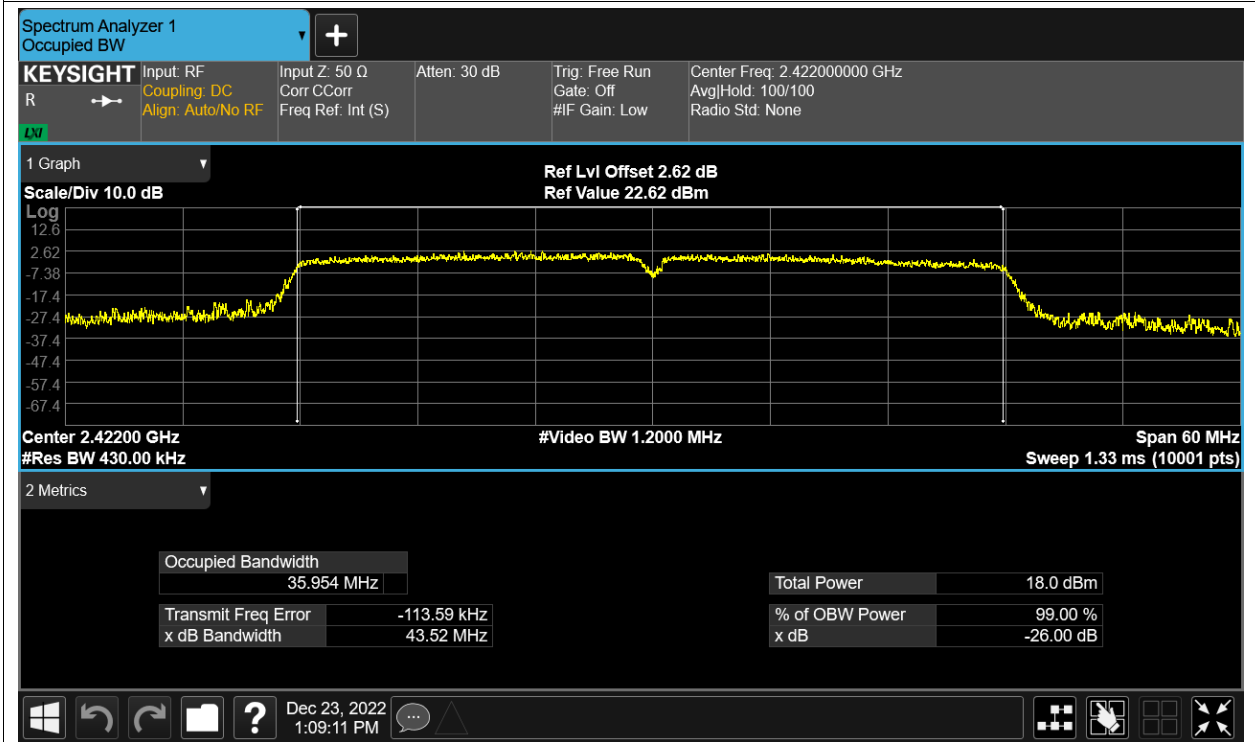 Spectrum Analyzer 1
Occupied BW
KEYSIGHT
R
LXI
Input: RF
Coupling: DC
Align: Auto/No RF
Input Z: 50 Ω
Corr CCorr
Freq Ref: Int (S)
Atten: 30 dB
Trig: Free Run
Gate: Off
#IF Gain: Low
Center Freq: 2.422000000 GHz
Avg|Hold: 100/100
Radio Std: None
1 Graph
Scale/Div 10.0 dB
Ref Lvl Offset 2.62 dB
Ref Value 22.62 dBm
Log
12.6
2.62
-7.38
-17.4
-27.4
-37.4
-47.4
-57.4
-67.4
Center 2.42200 GHz
#Video BW 1.2000 MHz
Span 60 MHz
#Res BW 430.00 kHz
Sweep 1.33 ms (10001 pts)
2 Metrics
Occupied Bandwidth
35.954 MHz
Transmit Freq Error -113.59 kHz
x dB Bandwidth 43.52 MHz
Total Power 18.0 dBm
% of OBW Power 99.00 %
x dB -26.00 dB
?
Dec 23, 2022
1:09:11 PM